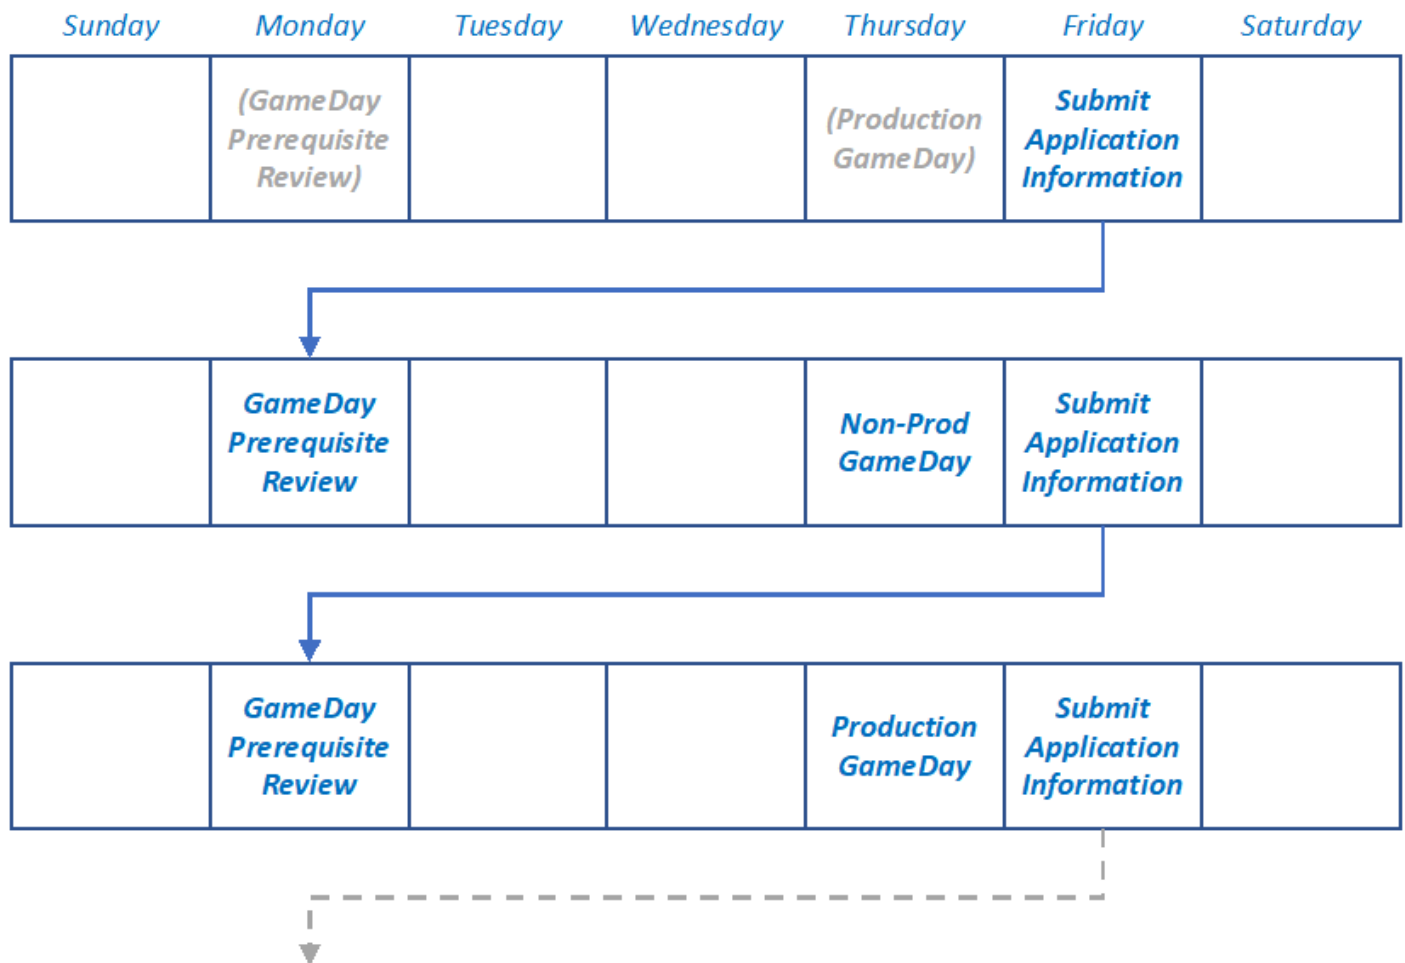 Sunday Monday Tuesday Wednesday Thursday Friday Saturday
(GameDay
Prerequisite
Review)
(Production
GameDay)
Submit
Application
Information
GameDay
Prerequisite
Review
Non-Prod
GameDay
Submit
Application
Information
GameDay
Prerequisite
Review
Production
GameDay
Submit
Application
Information